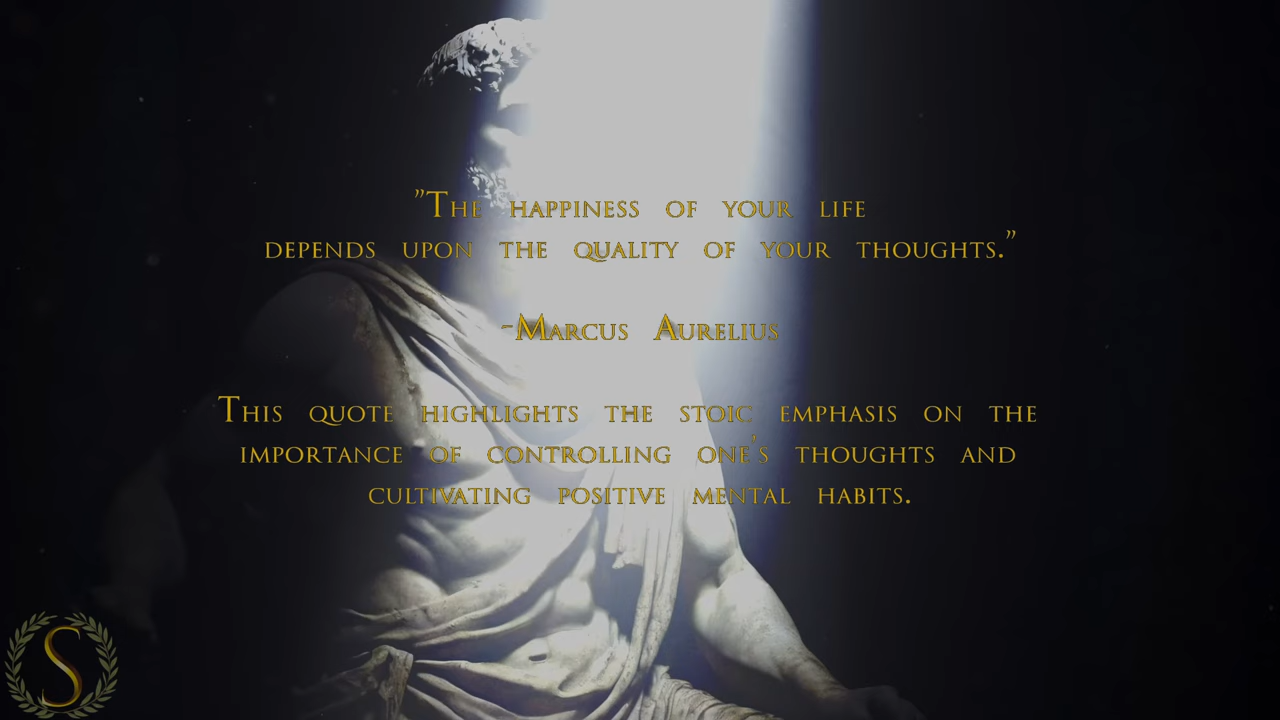 "The happiness of your life
depends upon the quality of your thoughts."
-Marcus Aurelius
This quote highlights the stoic emphasis on the
importance of controlling one's thoughts and
cultivating positive mental habits.
S